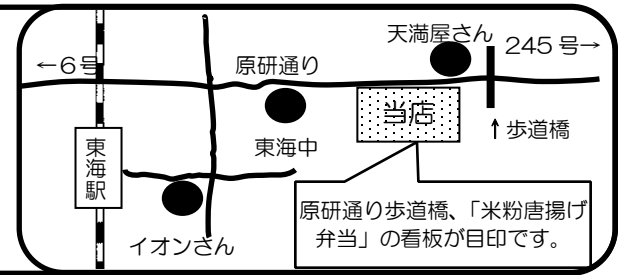 天満屋さん
245号→
←6号
原研通り
当店
↑歩道橋
東海中
東海駅
イオンさん
原研通り歩道橋、「米粉唐揚げ
弁当」の看板が目印です。